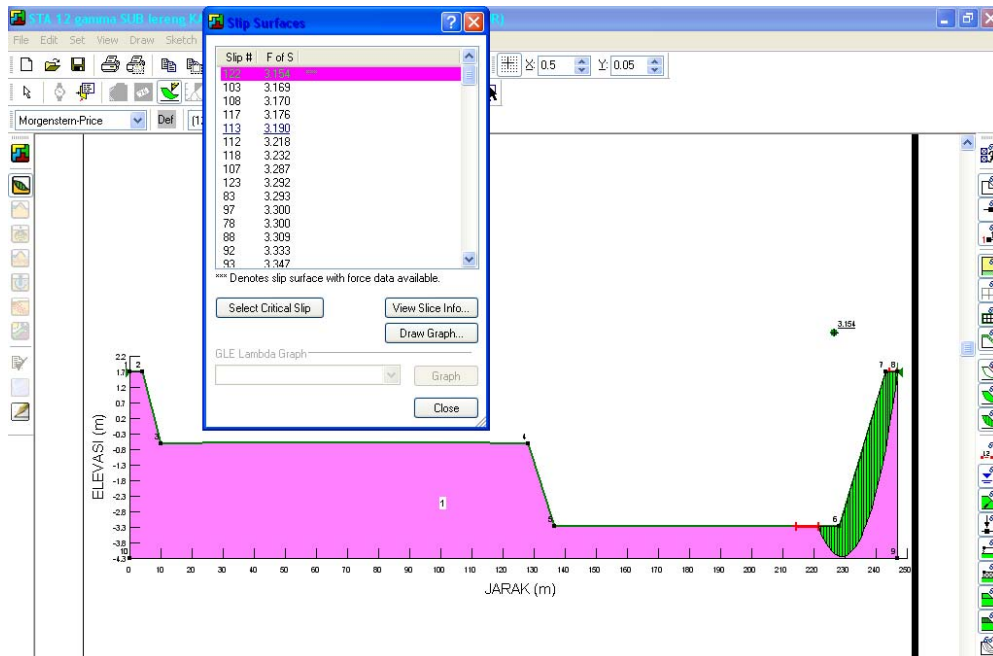 STA 12 gamma SUB lereng KA
R)
Slip Surfaces
File Edit Set View Draw Sketch
Slip # F of S
122 3.154 ***
103 3.169
108 3.170
117 3.176
113 3.190
112 3.218
118 3.232
107 3.287
123 3.292
83 3.293
97 3.300
78 3.300
88 3.309
92 3.333
93 3.347
*** Denotes slip surface with force data available.
Select Critical Slip
View Slice Info...
Draw Graph...
GLE Lambda Graph
Graph
Close
X: 0.5 Y: 0.05
Morgenstern-Price Def
3.154
2.2
1.7
1.2
0.7
0.2
-0.3
-0.8
-1.3
-1.8
-2.3
-2.8
-3.3
-3.8
-4.3
ELEVASI (m)
1 2 3 4 5 6 7 8 9 10
1
0 10 20 30 40 50 60 70 80 90 100 110 120 130 140 150 160 170 180 190 200 210 220 230 240 250
JARAK (m)